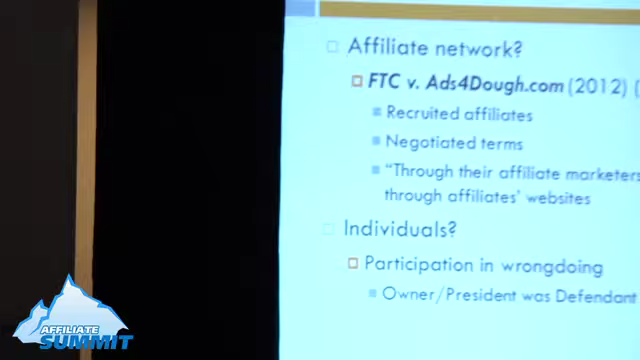 Affiliate network?
FTC v. Ads4Dough.com (2012) (
Recruited affiliates
Negotiated terms
"Through their affiliate marketers
through affiliates' websites
Individuals?
Participation in wrongdoing
Owner/President was Defendant
AFFILIATE
SUMMIT